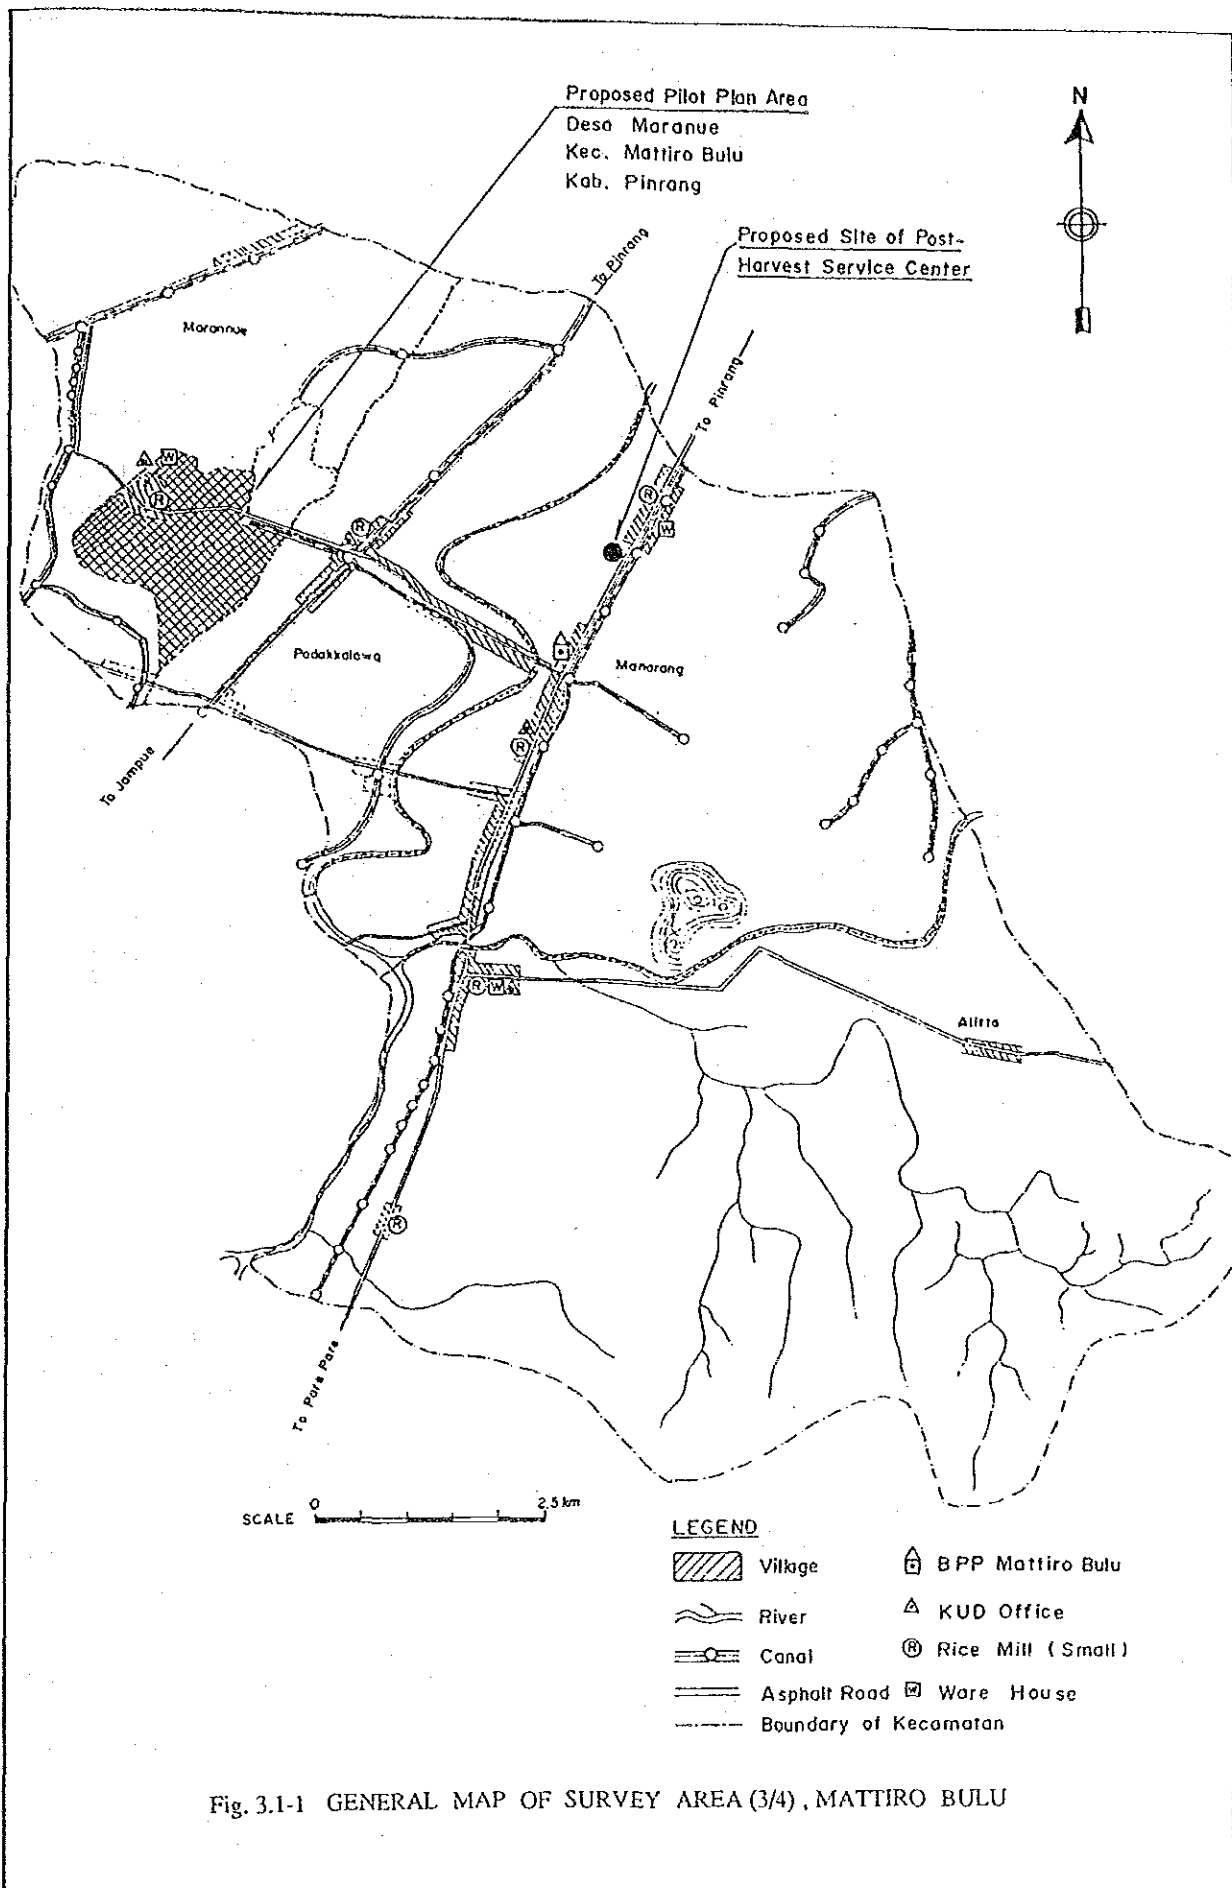 Proposed Pilot Plan Area
Desa Maranue
Kec. Mattiro Bulu
Kab. Pinrang
N
Proposed Site of Post-
Harvest Service Center
To Pinrang
To Pinrang
Marannue
W
R
R
R
W
Padakkalawa
Manarang
R
To Jampue
R W
Alitta
R
To Pare Pare
SCALE 0 2.5 km
LEGEND
Village
BPP Mattiro Bulu
River
KUD Office
Canal
R Rice Mill (Small)
Asphalt Road
W Ware House
Boundary of Kecamatan
Fig. 3.1-1 GENERAL MAP OF SURVEY AREA (3/4), MATTIRO BULU